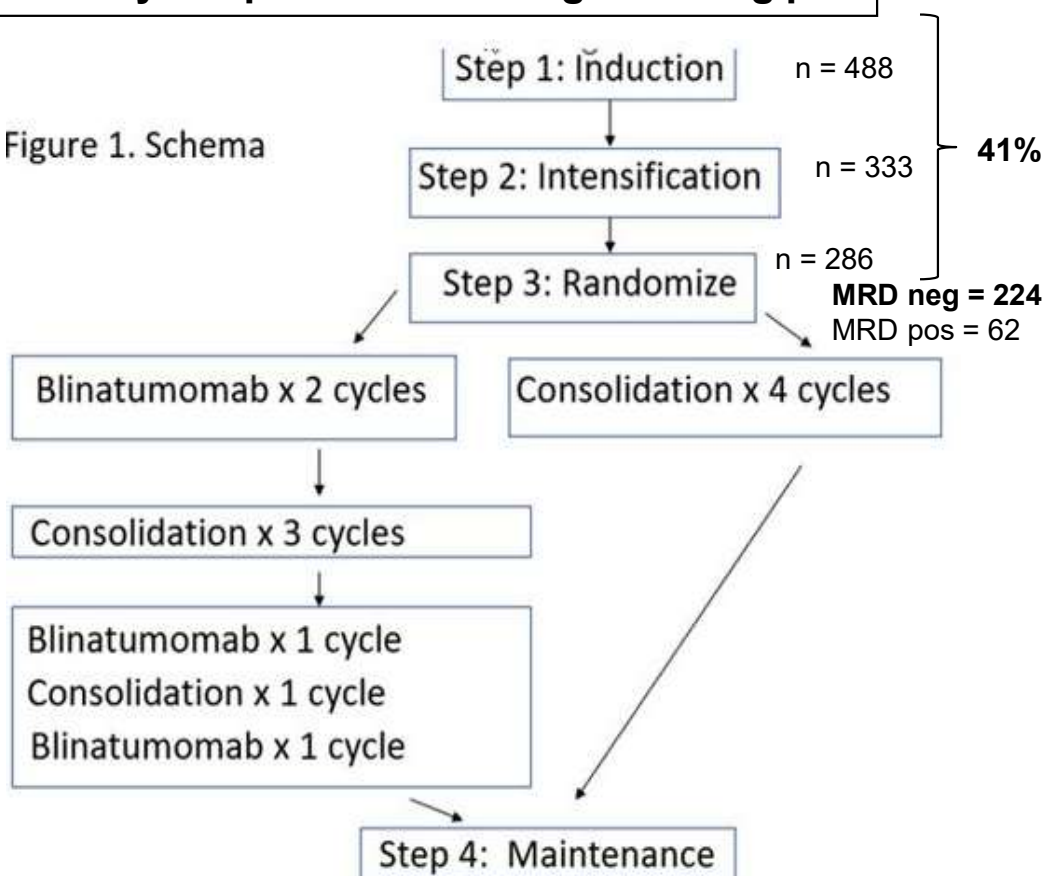 Step 1: Induction
n = 488
Figure 1. Schema
41%
Step 2: Intensification
n = 333
Step 3: Randomize
n = 286
MRD neg = 224
MRD pos = 62
Blinatumomab x 2 cycles
Consolidation x 4 cycles
Consolidation x 3 cycles
Blinatumomab x 1 cycle
Consolidation x 1 cycle
Blinatumomab x 1 cycle
Step 4: Maintenance